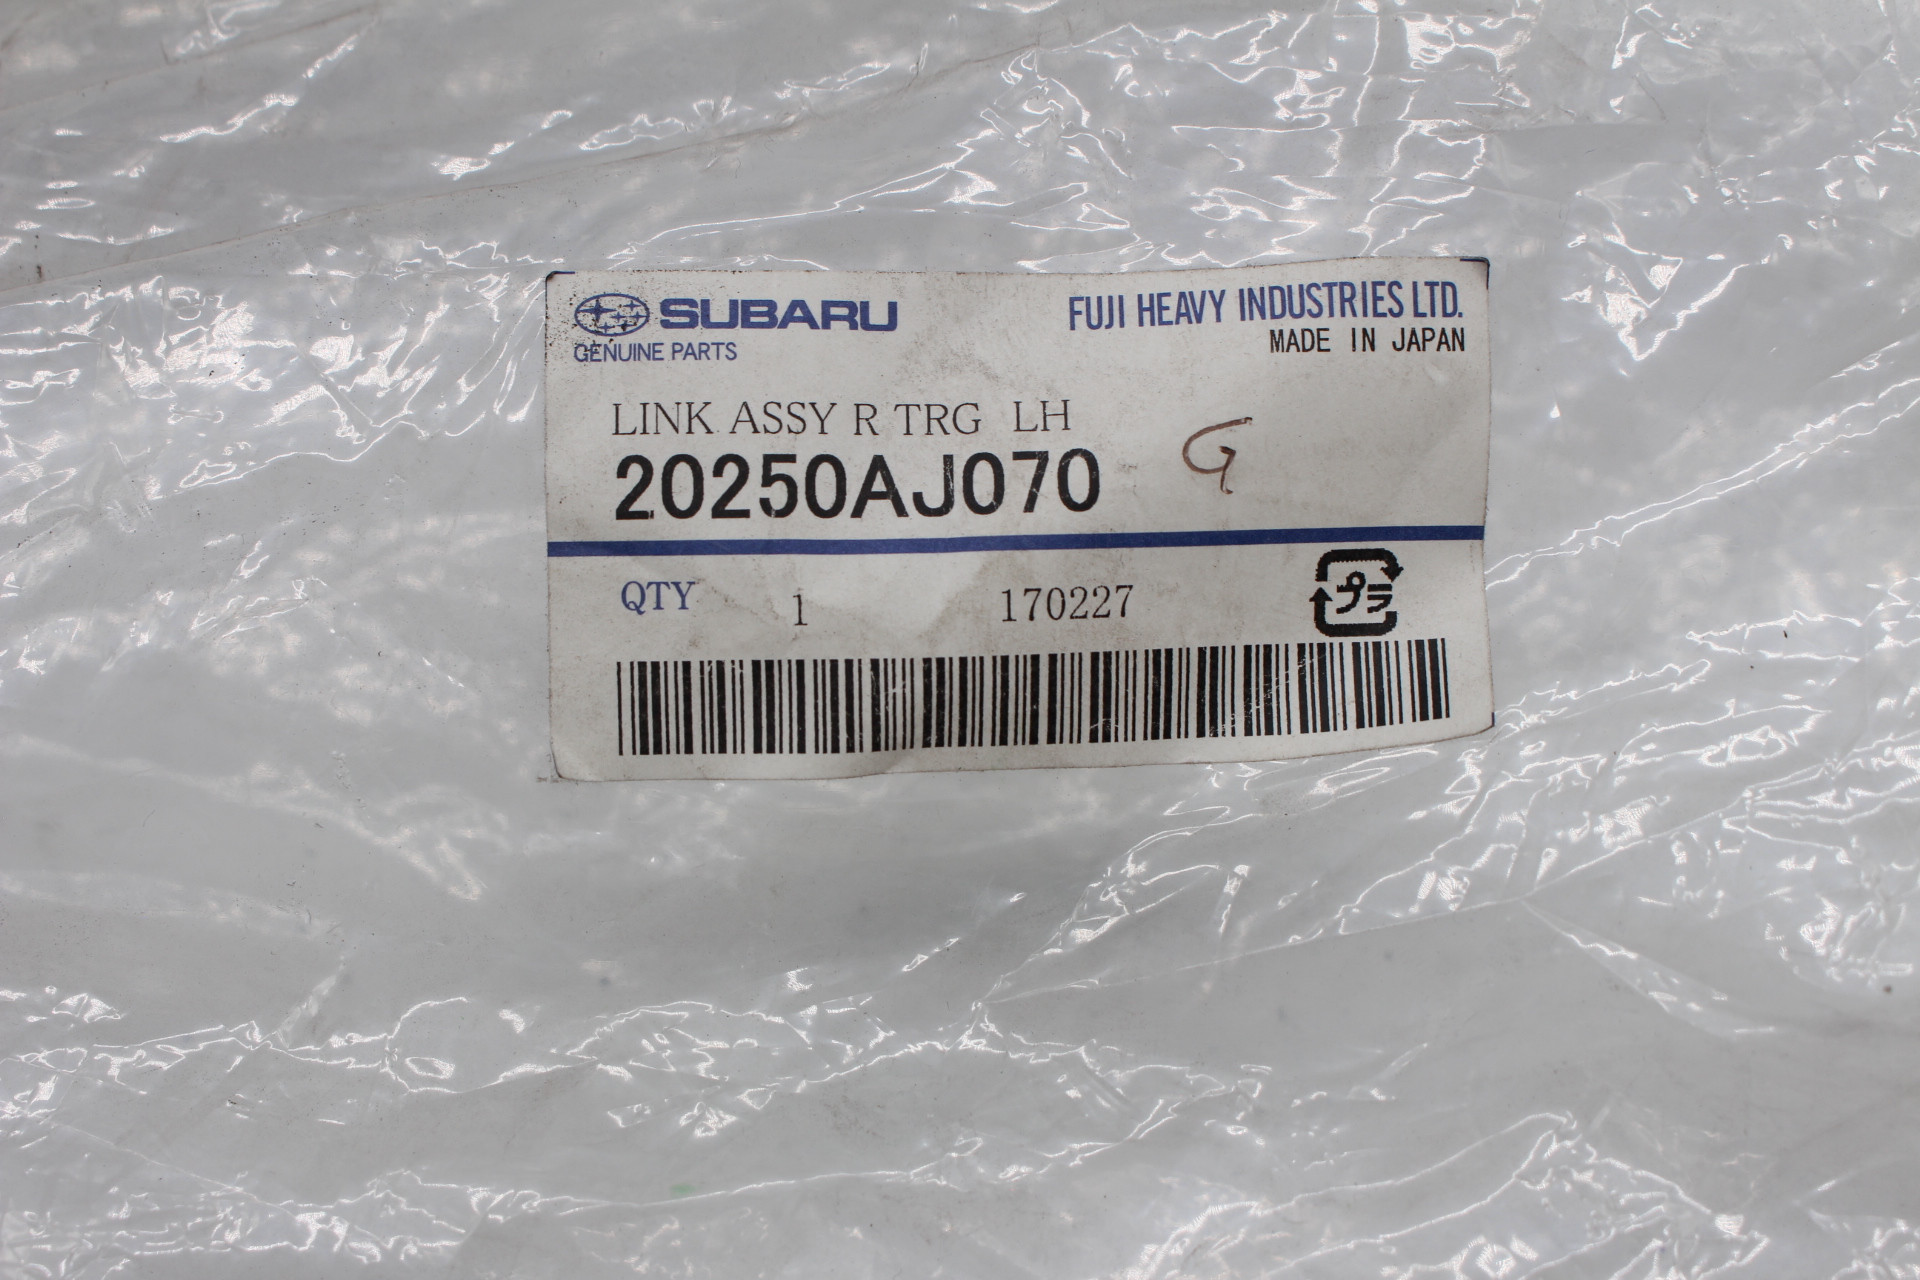 SUBARU
GENUINE PARTS
FUJI HEAVY INDUSTRIES LTD.
MADE IN JAPAN
LINK ASSY R TRG LH
20250AJ070
G
QTY 1 170227
プラ